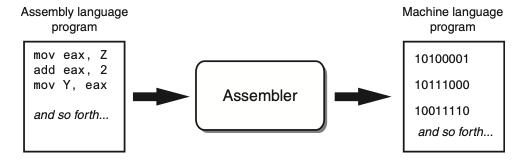 Assembly language
program
mov eax, Z
add eax, 2
mov Y, eax
and so forth...
Assembler
Machine language
program
10100001
10111000
10011110
and so forth...